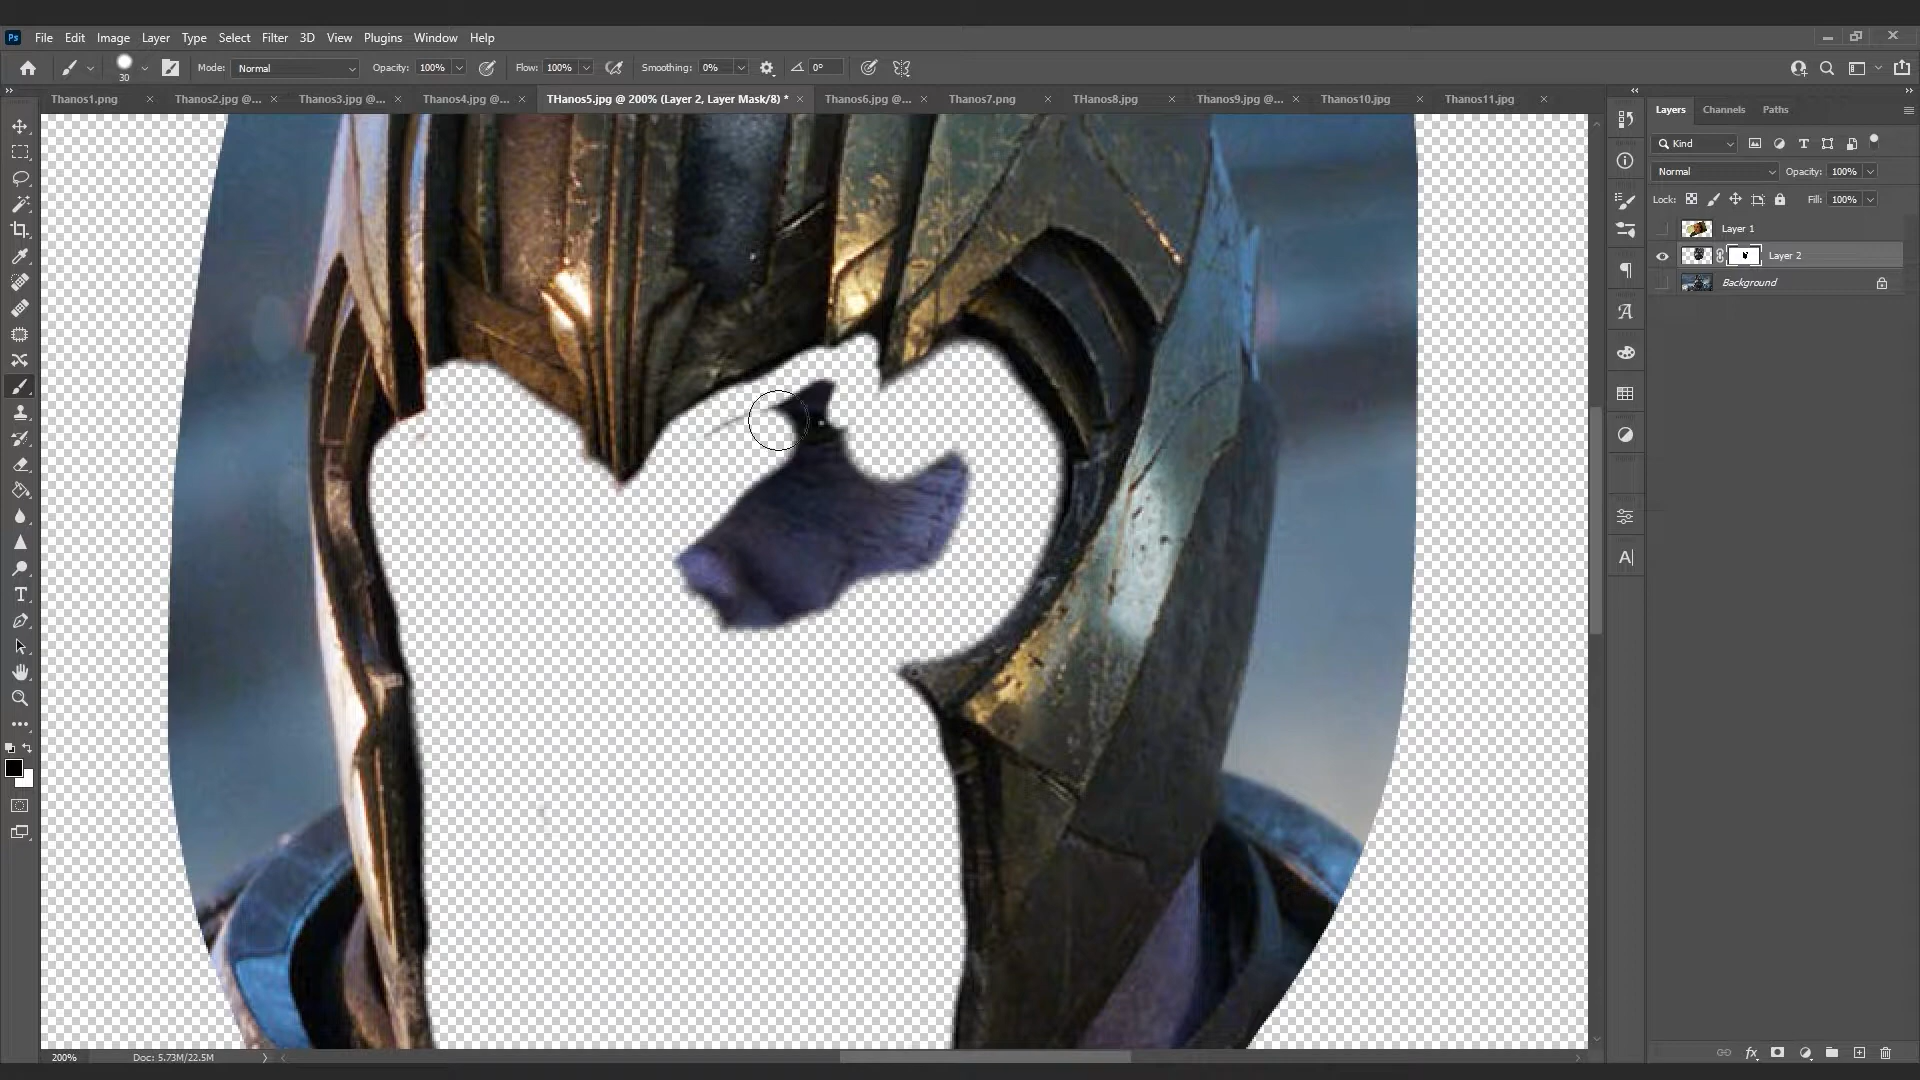 Ps File Edit Image Layer Type Select Filter 3D View Plugins Window Help
30 Mode: Normal Opacity: 100% Flow: 100% Smoothing: 0% 0°
Thanos1.png Thanos2.jpg @... Thanos3.jpg @... Thanos4.jpg @... THanos5.jpg @ 200% (Layer 2, Layer Mask/8) * Thanos6.jpg @... Thanos7.png THanos8.jpg Thanos9.jpg @... Thanos10.jpg Thanos11.jpg
Layers Channels Paths
Kind
Normal Opacity: 100%
Lock: Fill: 100%
Layer 1
Layer 2
Background
200% Doc: 5.73M/22.5M